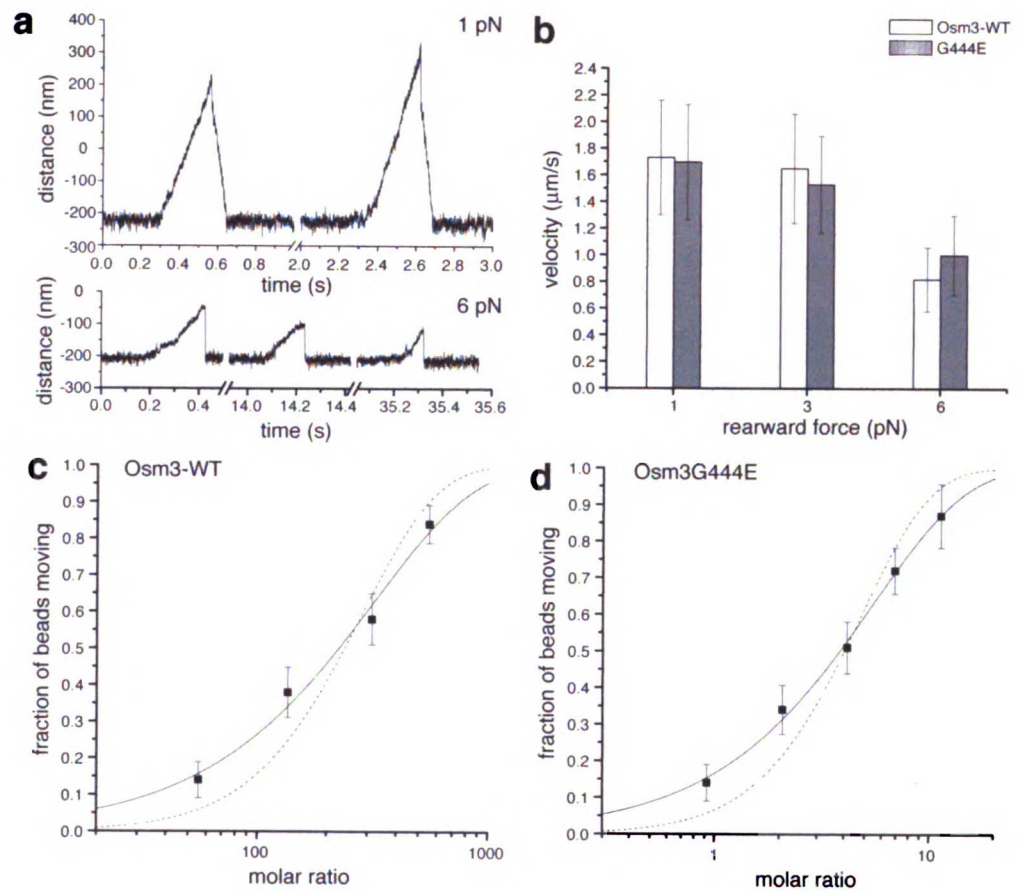 a
1 pN
400
300
200
100
0
-100
-200
-300
distance (nm)
0.0 0.2 0.4 0.6 0.8 2.0 2.2 2.4 2.6 2.8 3.0
time (s)
6 pN
0
-100
-200
-300
distance (nm)
0.0 0.2 0.4 14.0 14.2 14.4 35.2 35.4 35.6
time (s)
b
Osm3-WT
G444E
2.4
2.2
2.0
1.8
1.6
1.4
1.2
1.0
0.8
0.6
0.4
0.2
0.0
velocity (μm/s)
1 3 6
rearward force (pN)
c
Osm3-WT
1.0
0.9
0.8
0.7
0.6
0.5
0.4
0.3
0.2
0.1
0.0
fraction of beads moving
100 1000
molar ratio
d
Osm3G444E
1.0
0.9
0.8
0.7
0.6
0.5
0.4
0.3
0.2
0.1
0.0
fraction of beads moving
1 10
molar ratio